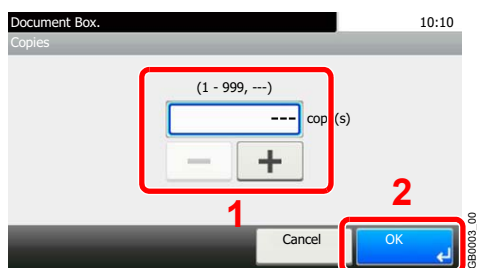 Document Box.
10:10
Copies
(1 - 999, ---)
--- cop (s)
− +
1
2
Cancel
OK
GB0003_00